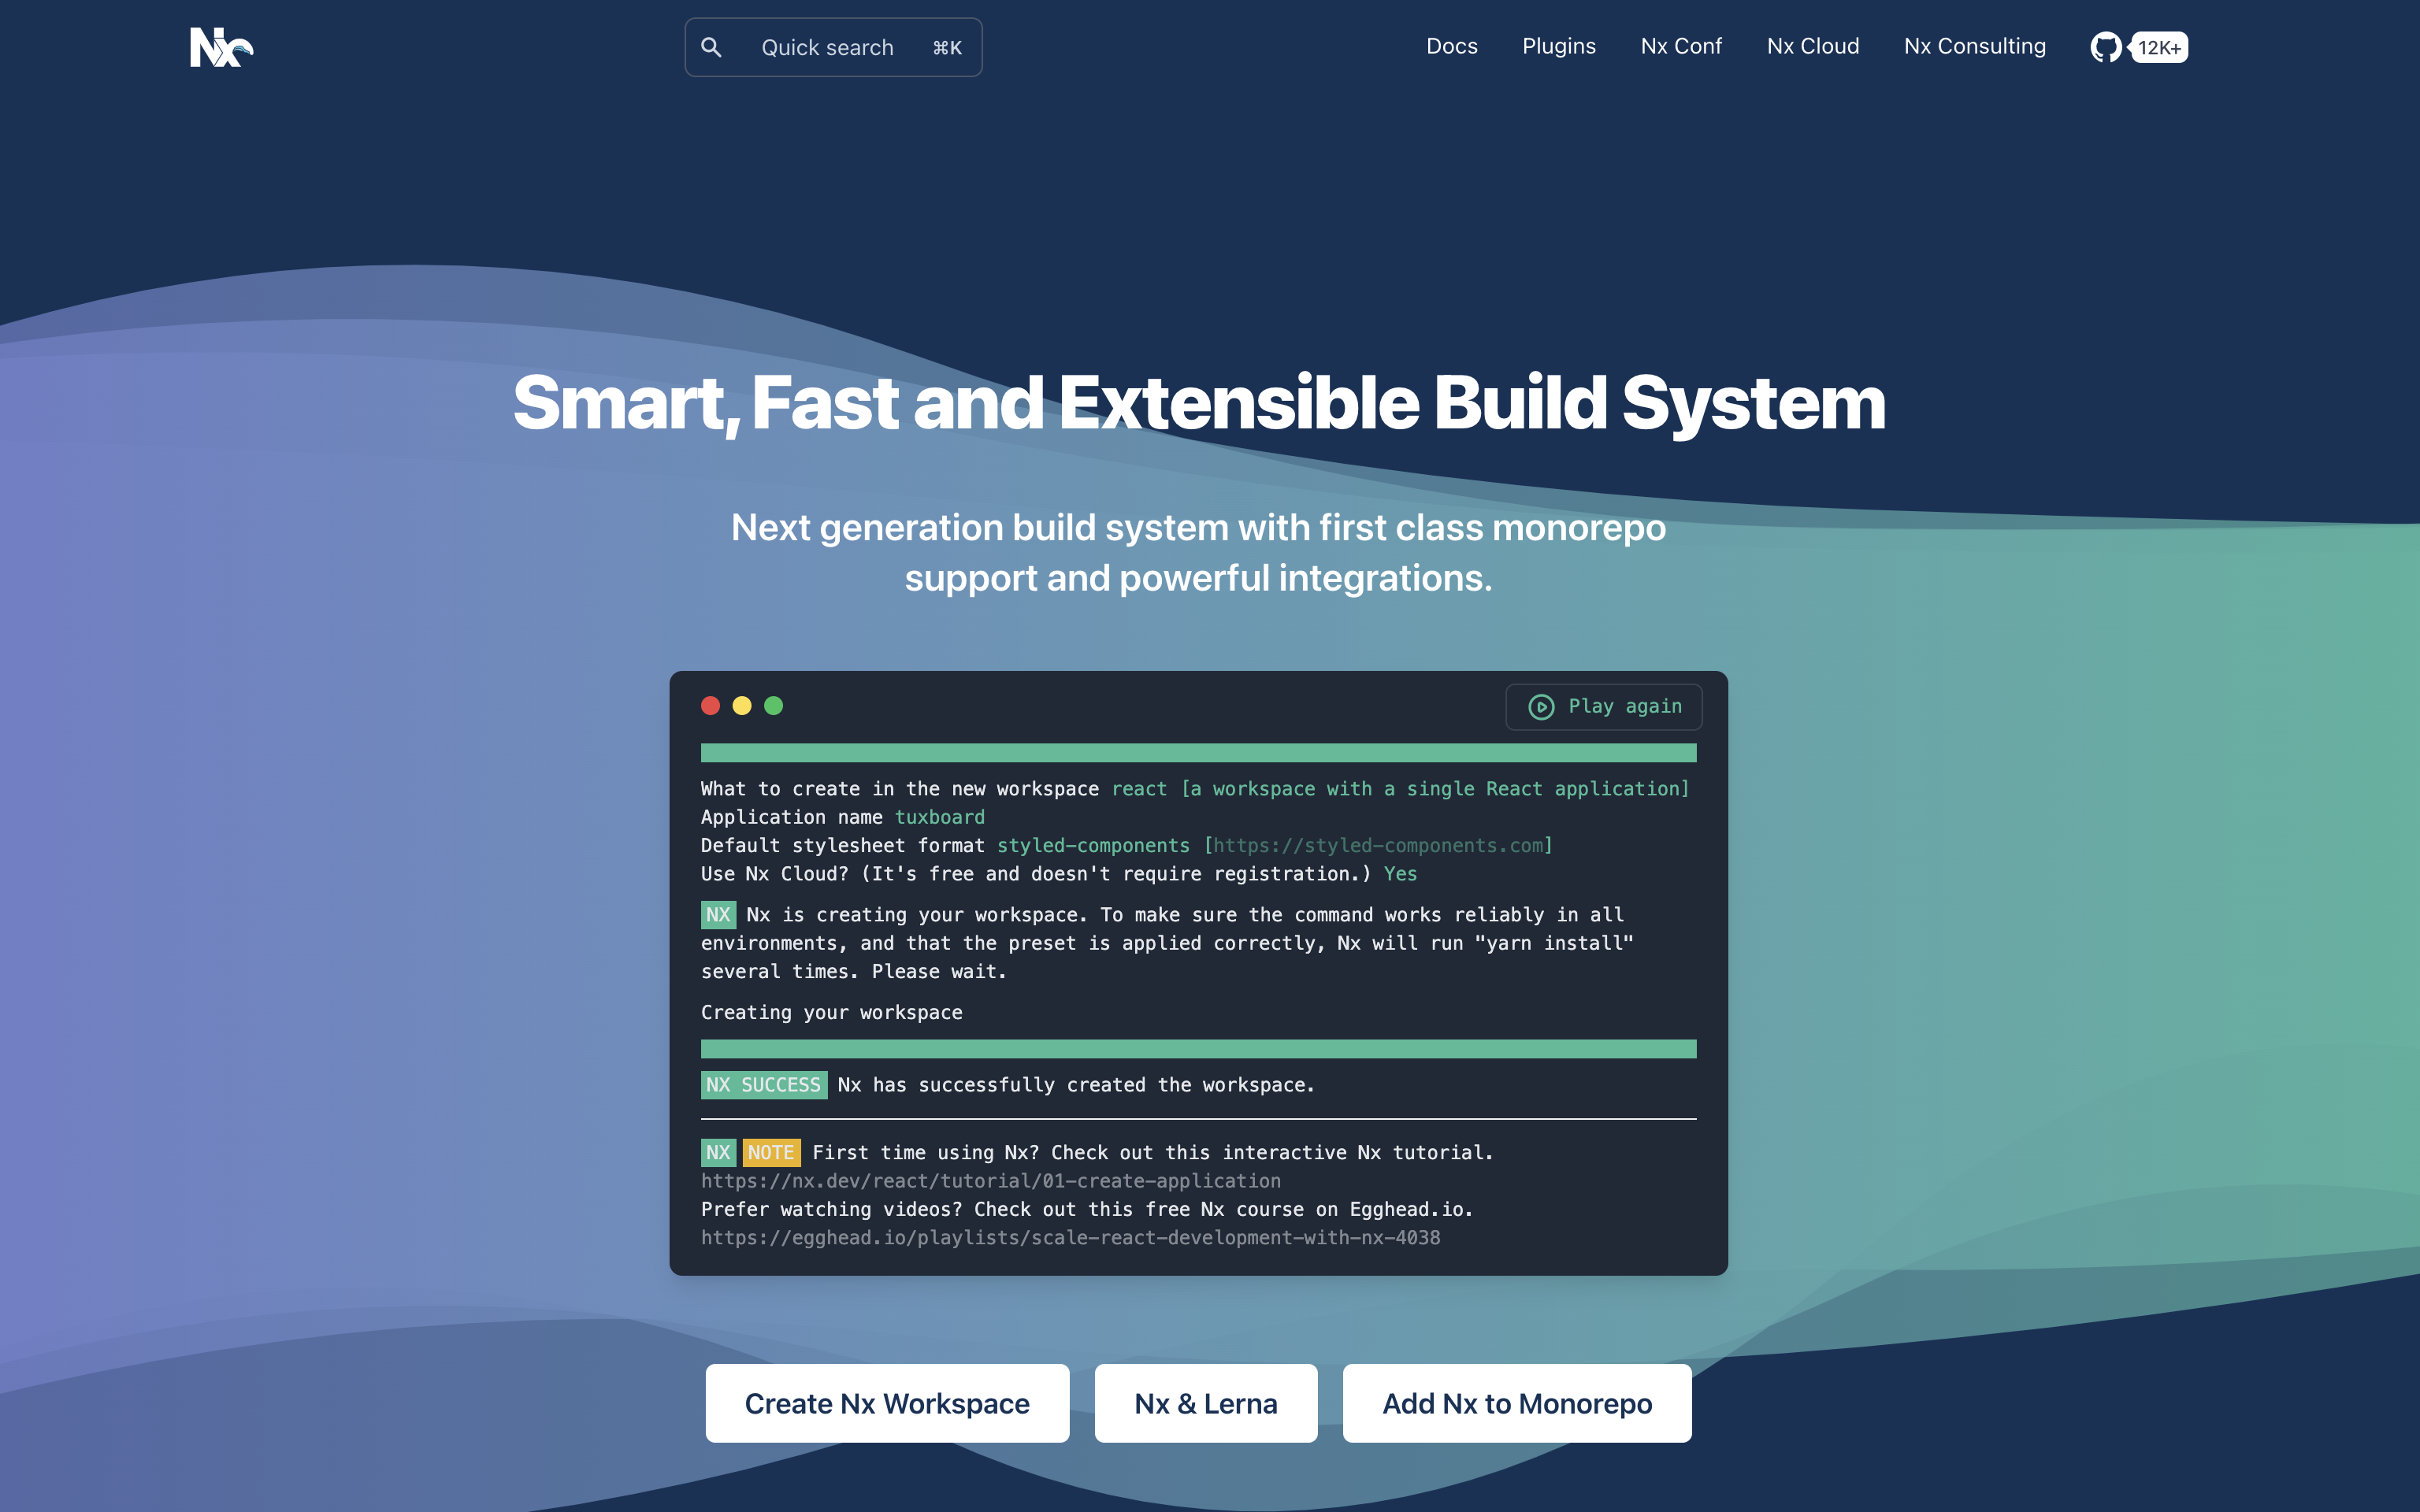 Nx
Quick search ⌘K
Docs Plugins Nx Conf Nx Cloud Nx Consulting 12K+
Smart, Fast and Extensible Build System
Next generation build system with first class monorepo
support and powerful integrations.
Play again
What to create in the new workspace react [a workspace with a single React application]
Application name tuxboard
Default stylesheet format styled-components [https://styled-components.com]
Use Nx Cloud? (It's free and doesn't require registration.) Yes
NX Nx is creating your workspace. To make sure the command works reliably in all
environments, and that the preset is applied correctly, Nx will run "yarn install"
several times. Please wait.
Creating your workspace
NX SUCCESS Nx has successfully created the workspace.
NX NOTE First time using Nx? Check out this interactive Nx tutorial.
https://nx.dev/react/tutorial/01-create-application
Prefer watching videos? Check out this free Nx course on Egghead.io.
https://egghead.io/playlists/scale-react-development-with-nx-4038
Create Nx Workspace Nx & Lerna Add Nx to Monorepo